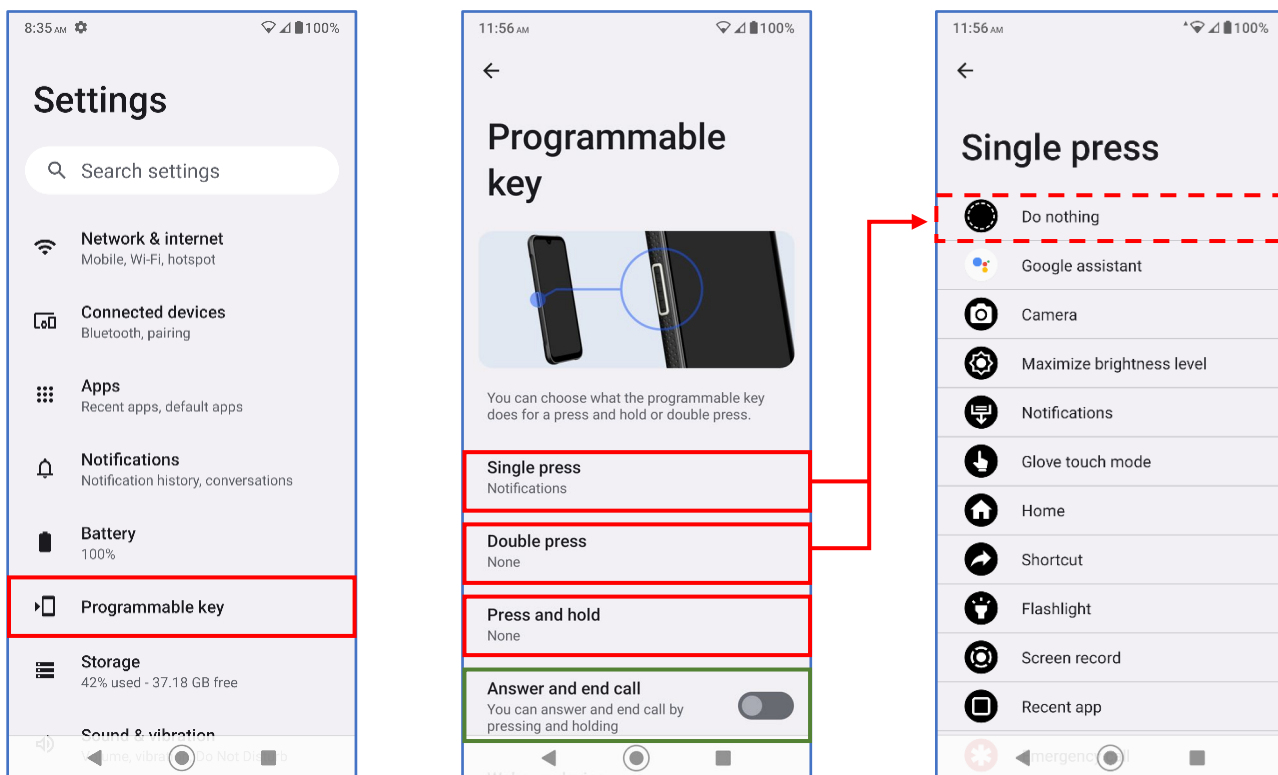 8:35 AM 100%
Settings
Search settings
Network & internet
Mobile, Wi-Fi, hotspot
Connected devices
Bluetooth, pairing
Apps
Recent apps, default apps
Notifications
Notification history, conversations
Battery
100%
Programmable key
Storage
42% used - 37.18 GB free
Sound & vibration
11:56 AM 100%
Programmable
key
You can choose what the programmable key
does for a press and hold or double press.
Single press
Notifications
Double press
None
Press and hold
None
Answer and end call
You can answer and end call by
pressing and holding
11:56 AM 100%
Single press
Do nothing
Google assistant
Camera
Maximize brightness level
Notifications
Glove touch mode
Home
Shortcut
Flashlight
Screen record
Recent app